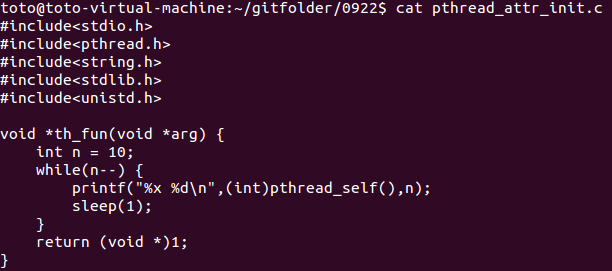 toto@toto-virtual-machine:~/gitfolder/0922$ cat pthread_attr_init.c
#include<stdio.h>
#include<pthread.h>
#include<string.h>
#include<stdlib.h>
#include<unistd.h>

void *th_fun(void *arg) {
    int n = 10;
    while(n--) {
        printf("%x %d\n",(int)pthread_self(),n);
        sleep(1);
    }
    return (void *)1;
}